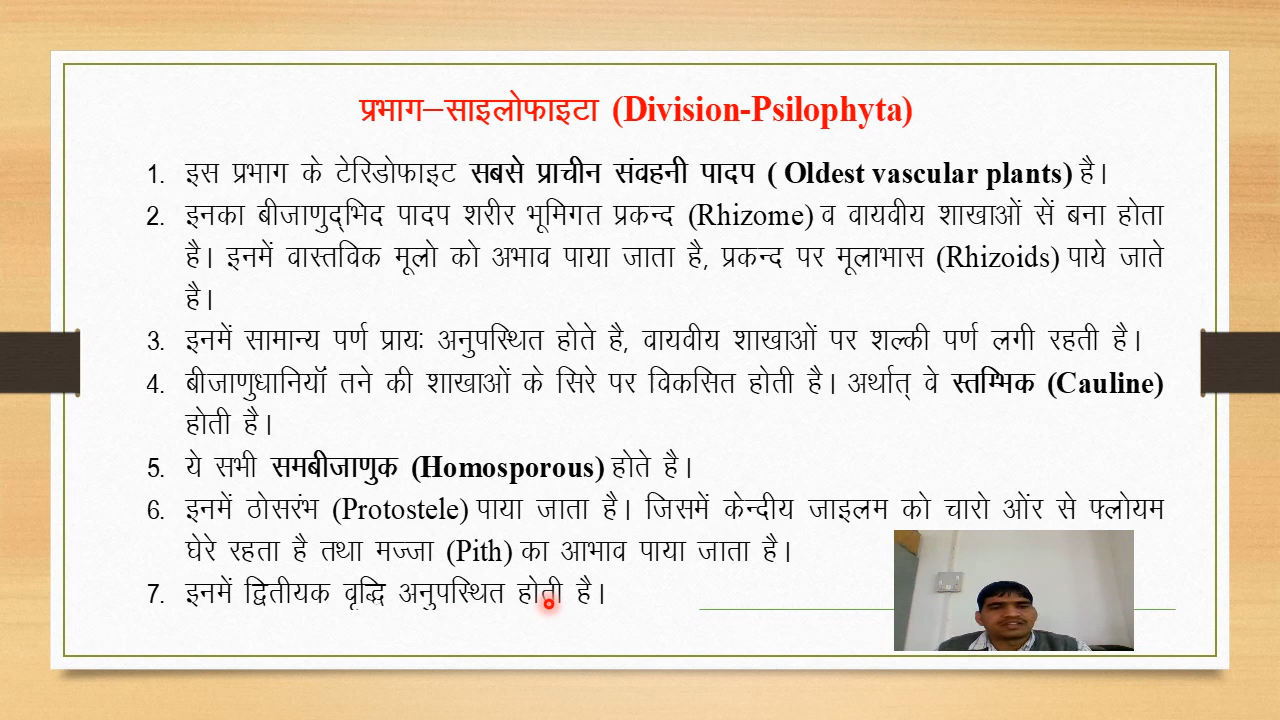 प्रभाग–साइलोफाइटा (Division-Psilophyta)
1. इस प्रभाग के टेरिडोफाइट सबसे प्राचीन संवहनी पादप ( Oldest vascular plants) है।
2. इनका बीजाणुद्भिद पादप शरीर भूमिगत प्रकन्द (Rhizome) व वायवीय शाखाओं सें बना होता
है। इनमें वास्तविक मूलो को अभाव पाया जाता है, प्रकन्द पर मूलाभास (Rhizoids) पाये जाते
है।
3. इनमें सामान्य पर्ण प्रायः अनुपस्थित होते है, वायवीय शाखाओं पर शल्की पर्ण लगी रहती है।
4. बीजाणुधानियॉं तने की शाखाओं के सिरे पर विकसित होती है। अर्थात् वे स्तम्भिक (Cauline)
होती है।
5. ये सभी समबीजाणुक (Homosporous) होते है।
6. इनमें ठोसरंभ (Protostele) पाया जाता है। जिसमें केन्दीय जाइलम को चारो ओंर से फ्लोयम
घेरे रहता है तथा मज्जा (Pith) का आभाव पाया जाता है।
7. इनमें द्वितीयक वृद्धि अनुपस्थित होती है।